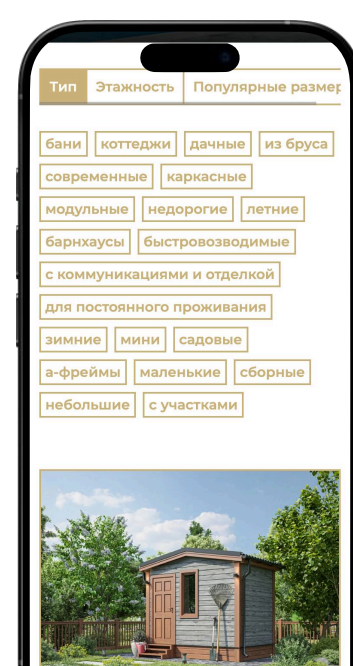 Тип Этажность Популярные размер
бани коттеджи дачные из бруса
современные каркасные
модульные недорогие летние
барнхаусы быстровозводимые
с коммуникациями и отделкой
для постоянного проживания
зимние мини садовые
а-фреймы маленькие сборные
небольшие с участками